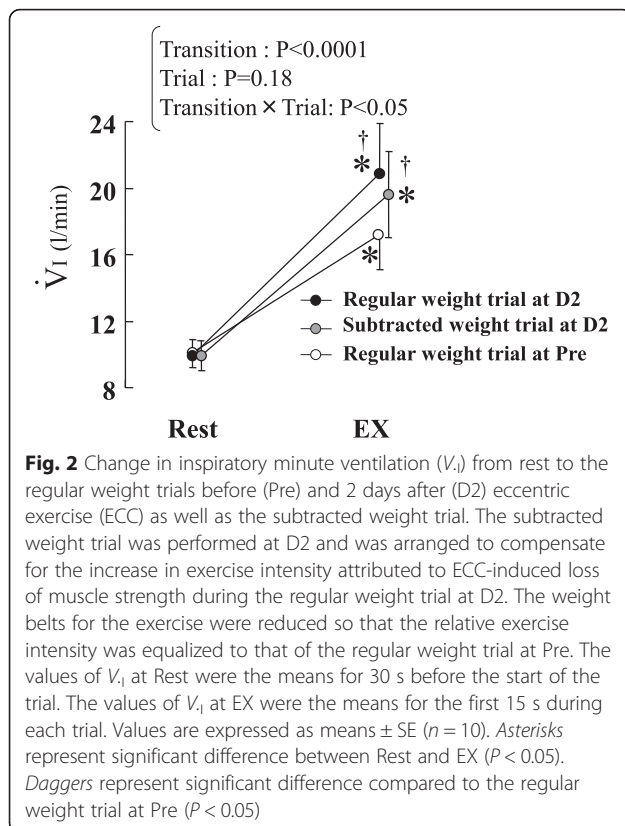 Transition : P<0.0001
Trial : P=0.18
Transition × Trial: P<0.05
24
20
16
12
8
V̇I (l/min)
† 
*
†
*
*
Regular weight trial at D2
Subtracted weight trial at D2
Regular weight trial at Pre
Rest EX
Fig. 2 Change in inspiratory minute ventilation (V.I) from rest to the
regular weight trials before (Pre) and 2 days after (D2) eccentric
exercise (ECC) as well as the subtracted weight trial. The subtracted
weight trial was performed at D2 and was arranged to compensate
for the increase in exercise intensity attributed to ECC-induced loss
of muscle strength during the regular weight trial at D2. The weight
belts for the exercise were reduced so that the relative exercise
intensity was equalized to that of the regular weight trial at Pre. The
values of V.I at Rest were the means for 30 s before the start of the
trial. The values of V.I at EX were the means for the first 15 s during
each trial. Values are expressed as means ± SE (n = 10). Asterisks
represent significant difference between Rest and EX (P < 0.05).
Daggers represent significant difference compared to the regular
weight trial at Pre (P < 0.05)